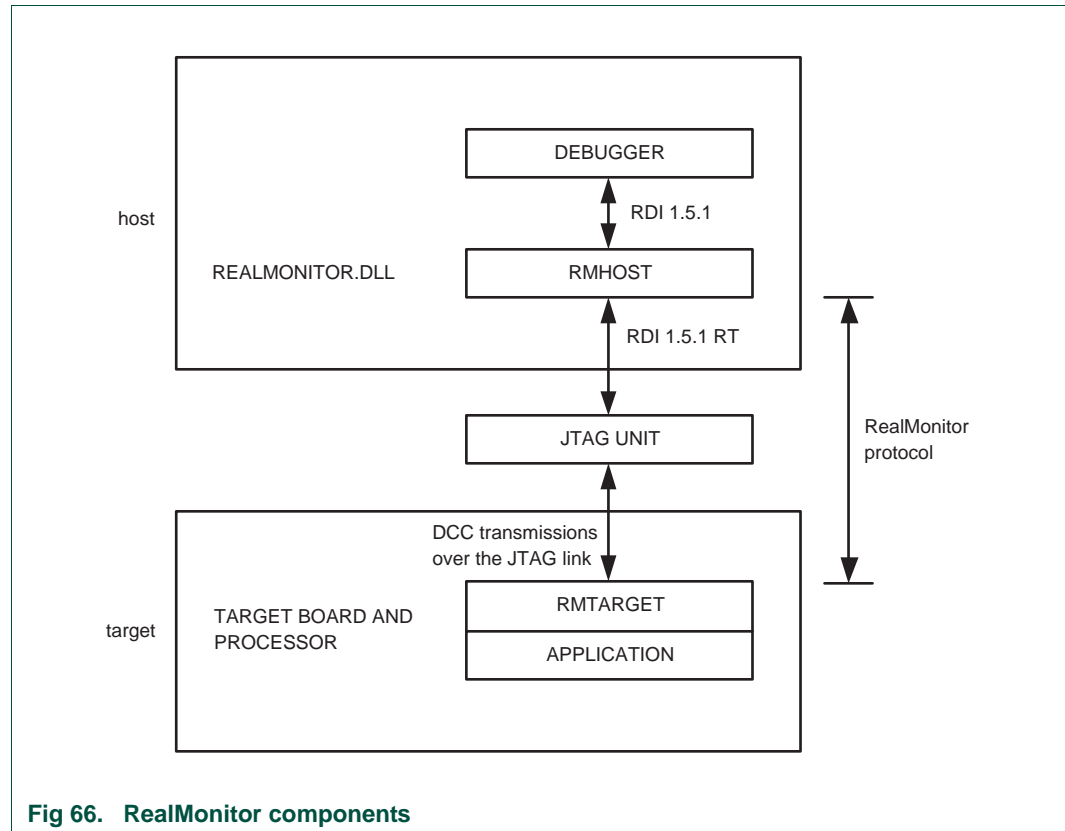 DEBUGGER
RDI 1.5.1
host
REALMONITOR.DLL
RMHOST
RDI 1.5.1 RT
JTAG UNIT
RealMonitor
protocol
DCC transmissions
over the JTAG link
target
TARGET BOARD AND
PROCESSOR
RMTARGET
APPLICATION
Fig 66. RealMonitor components